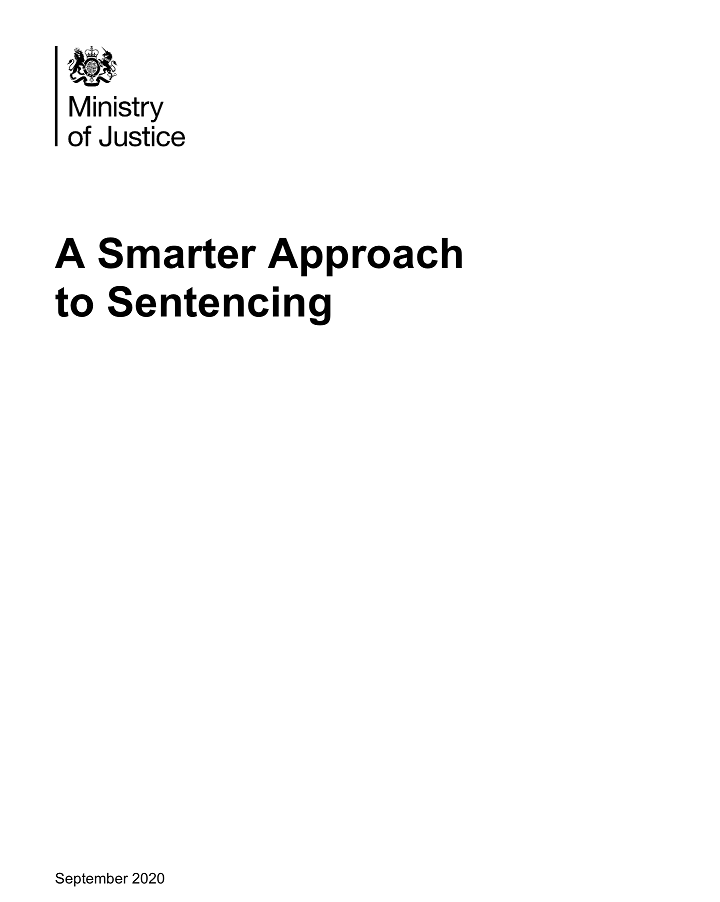 Ministry
of Justice
A Smarter Approach
to Sentencing
September 2020